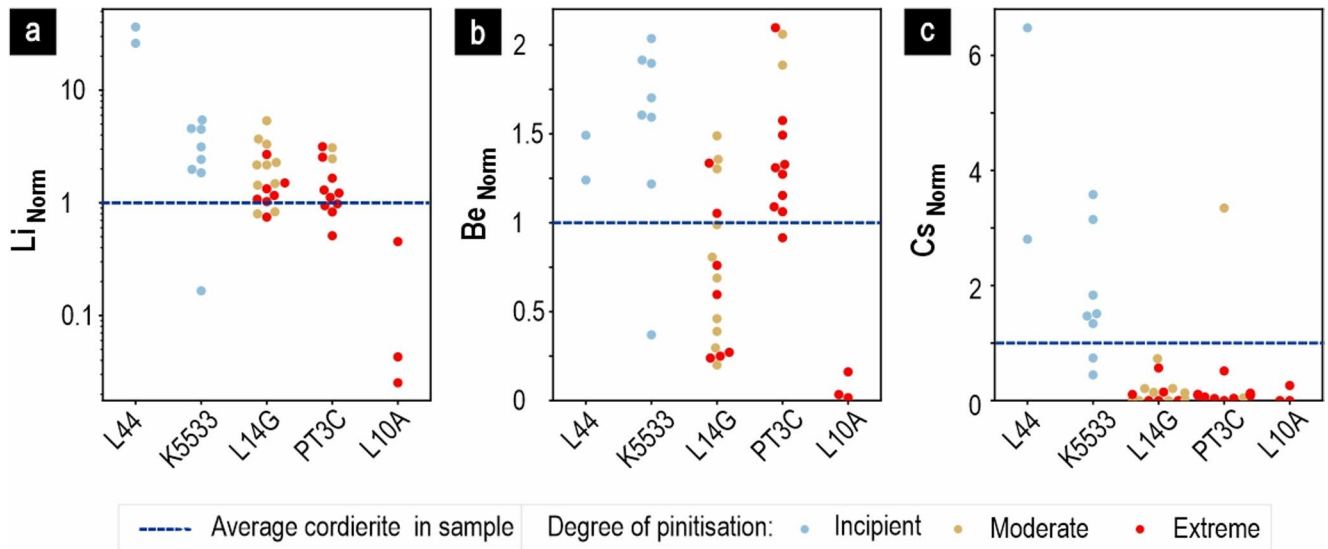 a
Li Norm
10
1
0.1
L44
K5533
L14G
PT3C
L10A
b
Be Norm
2
1.5
1
0.5
0
L44
K5533
L14G
PT3C
L10A
c
Cs Norm
6
4
2
0
L44
K5533
L14G
PT3C
L10A
Average cordierite in sample
Degree of pinitisation: Incipient Moderate Extreme